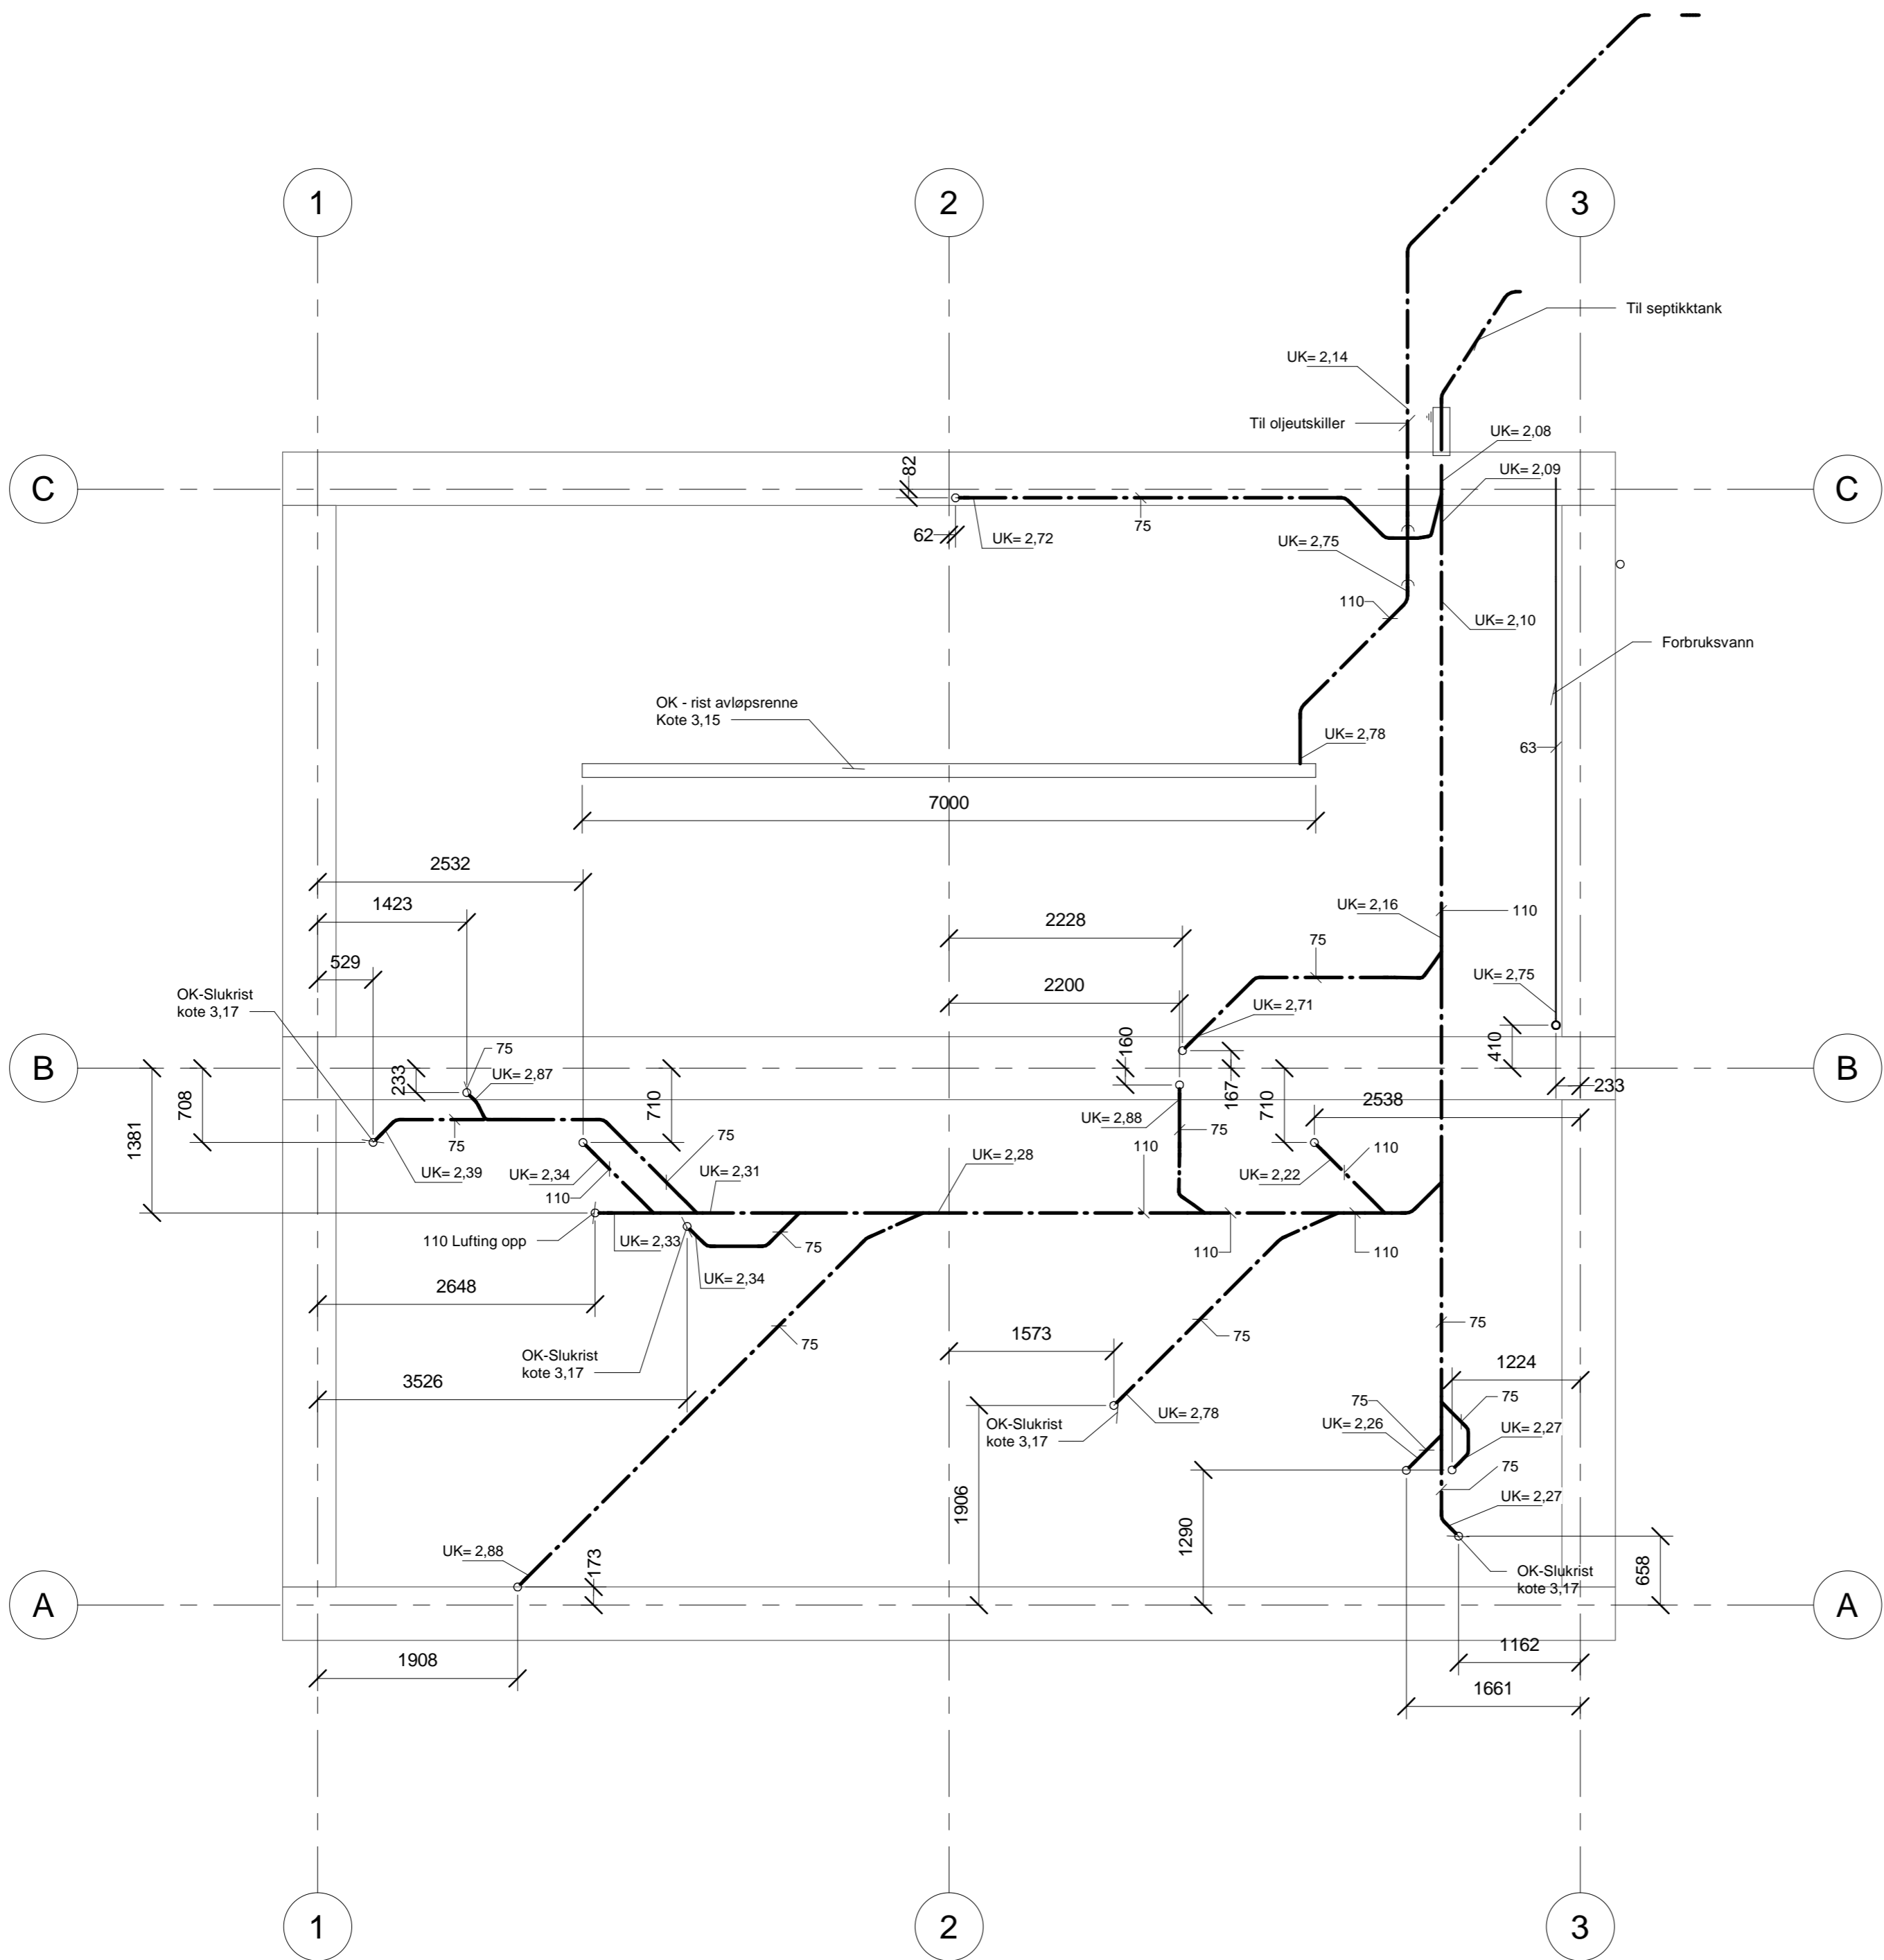 1
2
3
Til septikktank
UK= 2,14
Til oljeutskiller
UK= 2,08
82
UK= 2,09
C
C
75
62
UK= 2,72
UK= 2,75
110
UK= 2,10
Forbruksvann
OK - rist avløpsrenne
Kote 3,15
UK= 2,78
63
7000
2532
1423
UK= 2,16
110
2228
75
529
UK= 2,75
OK-Slukrist
kote 3,17
2200
UK= 2,71
160
410
75
B
B
233
UK= 2,87
233
167
708
710
710
2538
UK= 2,88
1381
75
75
75
110
110
UK= 2,39
UK= 2,34
UK= 2,31
UK= 2,28
UK= 2,22
110
110 Lufting opp
UK= 2,33
75
110
110
UK= 2,34
2648
75
1573
75
75
OK-Slukrist
kote 3,17
1224
3526
75
75
UK= 2,78
OK-Slukrist
kote 3,17
UK= 2,26
UK= 2,27
75
1906
UK= 2,27
1290
UK= 2,88
173
OK-Slukrist
kote 3,17
658
A
A
1908
1162
1661
1
2
3